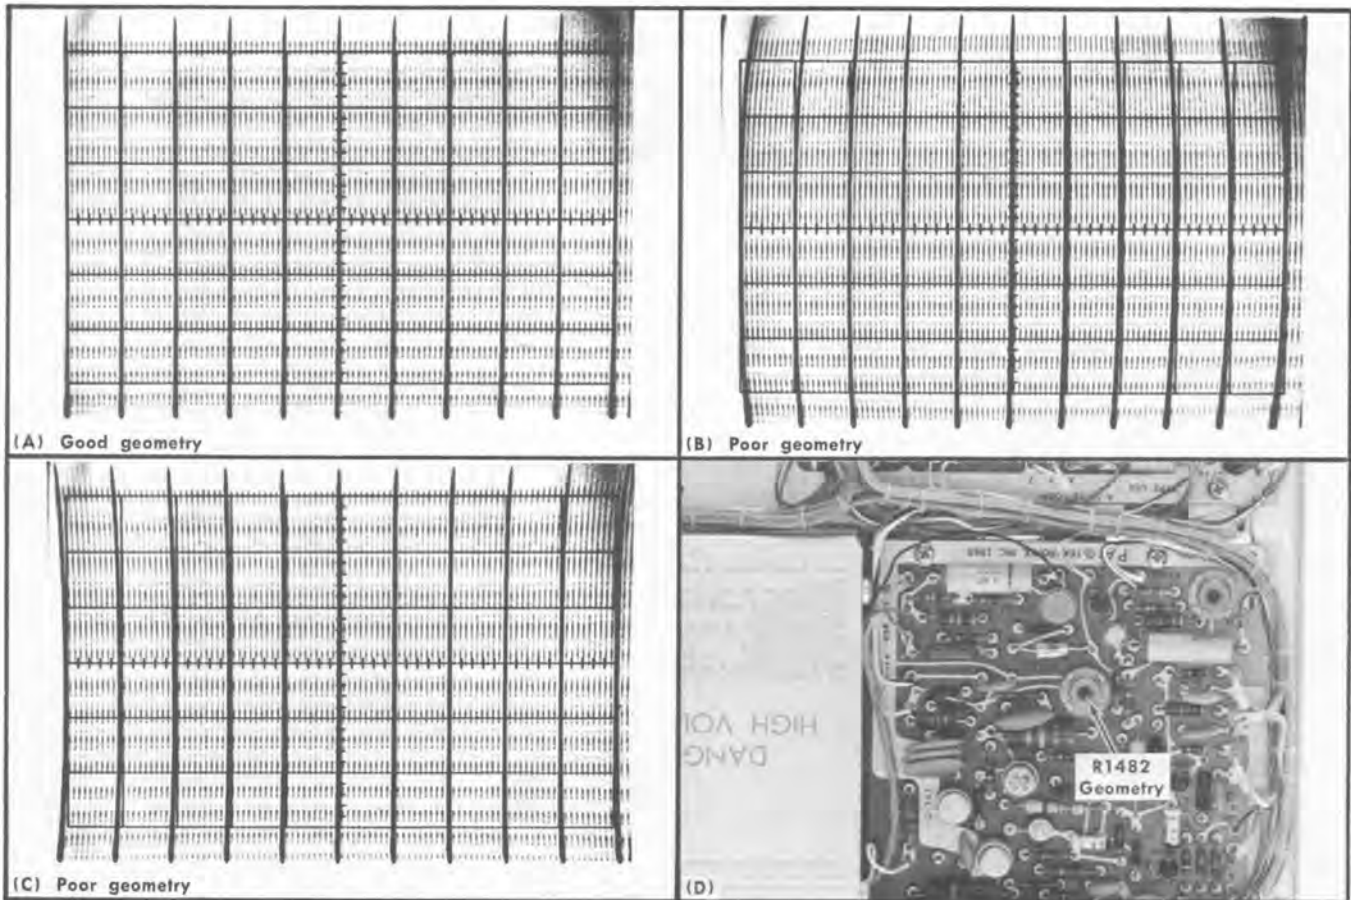 (A) Good geometry
(B) Poor geometry
(C) Poor geometry
(D)
R1482
Geometry
HIGH VOL
DANG